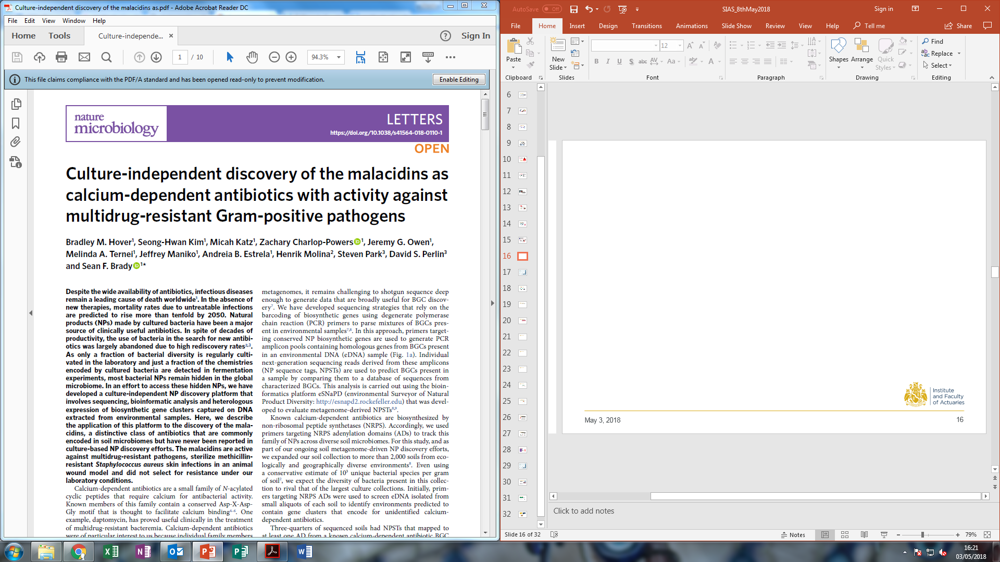 Culture-independent discovery of the malacidins as.pdf - Adobe Acrobat Reader DC
File Edit View Window Help
Home Tools Culture-independe... × Sign In
1 / 10 94.3%
This file claims compliance with the PDF/A standard and has been opened read-only to prevent modification. Enable Editing
nature
microbiology
LETTERS
https://doi.org/10.1038/s41564-018-0110-1
OPEN
Culture-independent discovery of the malacidins as
calcium-dependent antibiotics with activity against
multidrug-resistant Gram-positive pathogens
Bradley M. Hover¹, Seong-Hwan Kim¹, Micah Katz¹, Zachary Charlop-Powers iD¹, Jeremy G. Owen¹,
Melinda A. Ternei¹, Jeffrey Maniko¹, Andreia B. Estrela¹, Henrik Molina², Steven Park³, David S. Perlin³
and Sean F. Brady iD¹*
Despite the wide availability of antibiotics, infectious diseases
remain a leading cause of death worldwide¹. In the absence of
new therapies, mortality rates due to untreatable infections
are predicted to rise more than tenfold by 2050. Natural
products (NPs) made by cultured bacteria have been a major
source of clinically useful antibiotics. In spite of decades of
productivity, the use of bacteria in the search for new antibi-
otics was largely abandoned due to high rediscovery rates²,³.
As only a fraction of bacterial diversity is regularly culti-
vated in the laboratory and just a fraction of the chemistries
encoded by cultured bacteria are detected in fermentation
experiments, most bacterial NPs remain hidden in the global
microbiome. In an effort to access these hidden NPs, we have
developed a culture-independent NP discovery platform that
involves sequencing, bioinformatic analysis and heterologous
expression of biosynthetic gene clusters captured on DNA
extracted from environmental samples. Here, we describe
the application of this platform to the discovery of the mala-
cidins, a distinctive class of antibiotics that are commonly
encoded in soil microbiomes but have never been reported in
culture-based NP discovery efforts. The malacidins are active
against multidrug-resistant pathogens, sterilize methicillin-
resistant Staphylococcus aureus skin infections in an animal
wound model and did not select for resistance under our
laboratory conditions.
Calcium-dependent antibiotics are a small family of N-acylated
cyclic peptides that require calcium for antibacterial activity.
Known members of this family contain a conserved Asp-X-Asp-
Gly motif that is thought to facilitate calcium binding⁴⁻⁶. One
example, daptomycin, has proved useful clinically in the treatment
of multidrug-resistant bacteremia. Calcium-dependent antibiotics
were of particular interest to us because individual family members
metagenomes, it remains challenging to shotgun sequence deep
enough to generate data that are broadly useful for BGC discov-
ery⁷. We have developed sequencing strategies that rely on the
barcoding of biosynthetic genes using degenerate polymerase
chain reaction (PCR) primers to parse mixtures of BGCs pres-
ent in environmental samples⁷,⁸. In this approach, primers target-
ing conserved NP biosynthetic genes are used to generate PCR
amplicon pools containing homologous genes from BGCs present
in an environmental DNA (eDNA) sample (Fig. 1a). Individual
next-generation sequencing reads derived from these amplicons
(NP sequence tags, NPSTs) are used to predict BGCs present in
a sample by comparing them to a database of sequences from
characterized BGCs. This analysis is carried out using the bioin-
formatics platform eSNaPD (environmental Surveyor of Natural
Product Diversity: http://esnapd2.rockefeller.edu) that was devel-
oped to evaluate metagenome-derived NPSTs⁸,⁹.
Known calcium-dependent antibiotics are biosynthesized by
non-ribosomal peptide synthetases (NRPS). Accordingly, we used
primers targeting NRPS adenylation domains (ADs) to track this
family of NPs across diverse soil microbiomes. For this study, and as
part of our ongoing soil metagenome-driven NP discovery efforts,
we expanded our soil collection to more than 2,000 soils from eco-
logically and geographically diverse environments⁸. Even using
a conservative estimate of 10³ unique bacterial species per gram
of soil², we expect the diversity of bacteria present in this collec-
tion to rival that of the largest culture collections. Initially, prim-
ers targeting NRPS ADs were used to screen eDNA isolated from
small aliquots of each soil to identify environments predicted to
contain gene clusters that encode for unidentified calcium-
dependent antibiotics.
Three-quarters of sequenced soils had NPSTs that mapped to
at least one AD from a known calcium-dependent antibiotic BGC
AutoSave Off SIAS_8thMay2018 Sign in
File Home Insert Design Transitions Animations Slide Show Review View Help Tell me Share
Paste New Slide 12 Shapes Arrange Quick Styles Find Replace Select
B I U S abc AV Aa A
Clipboard Slides Font Paragraph Drawing Editing
6
7
8
9
10
11
12
13
14
15
16
17
18
19
20
21
22
23
24
25
26
27
28
29
30
31
32
Institute
and Faculty
of Actuaries
May 3, 2018 16
Click to add notes
Slide 16 of 32 Notes 79%
16:21
03/05/2018